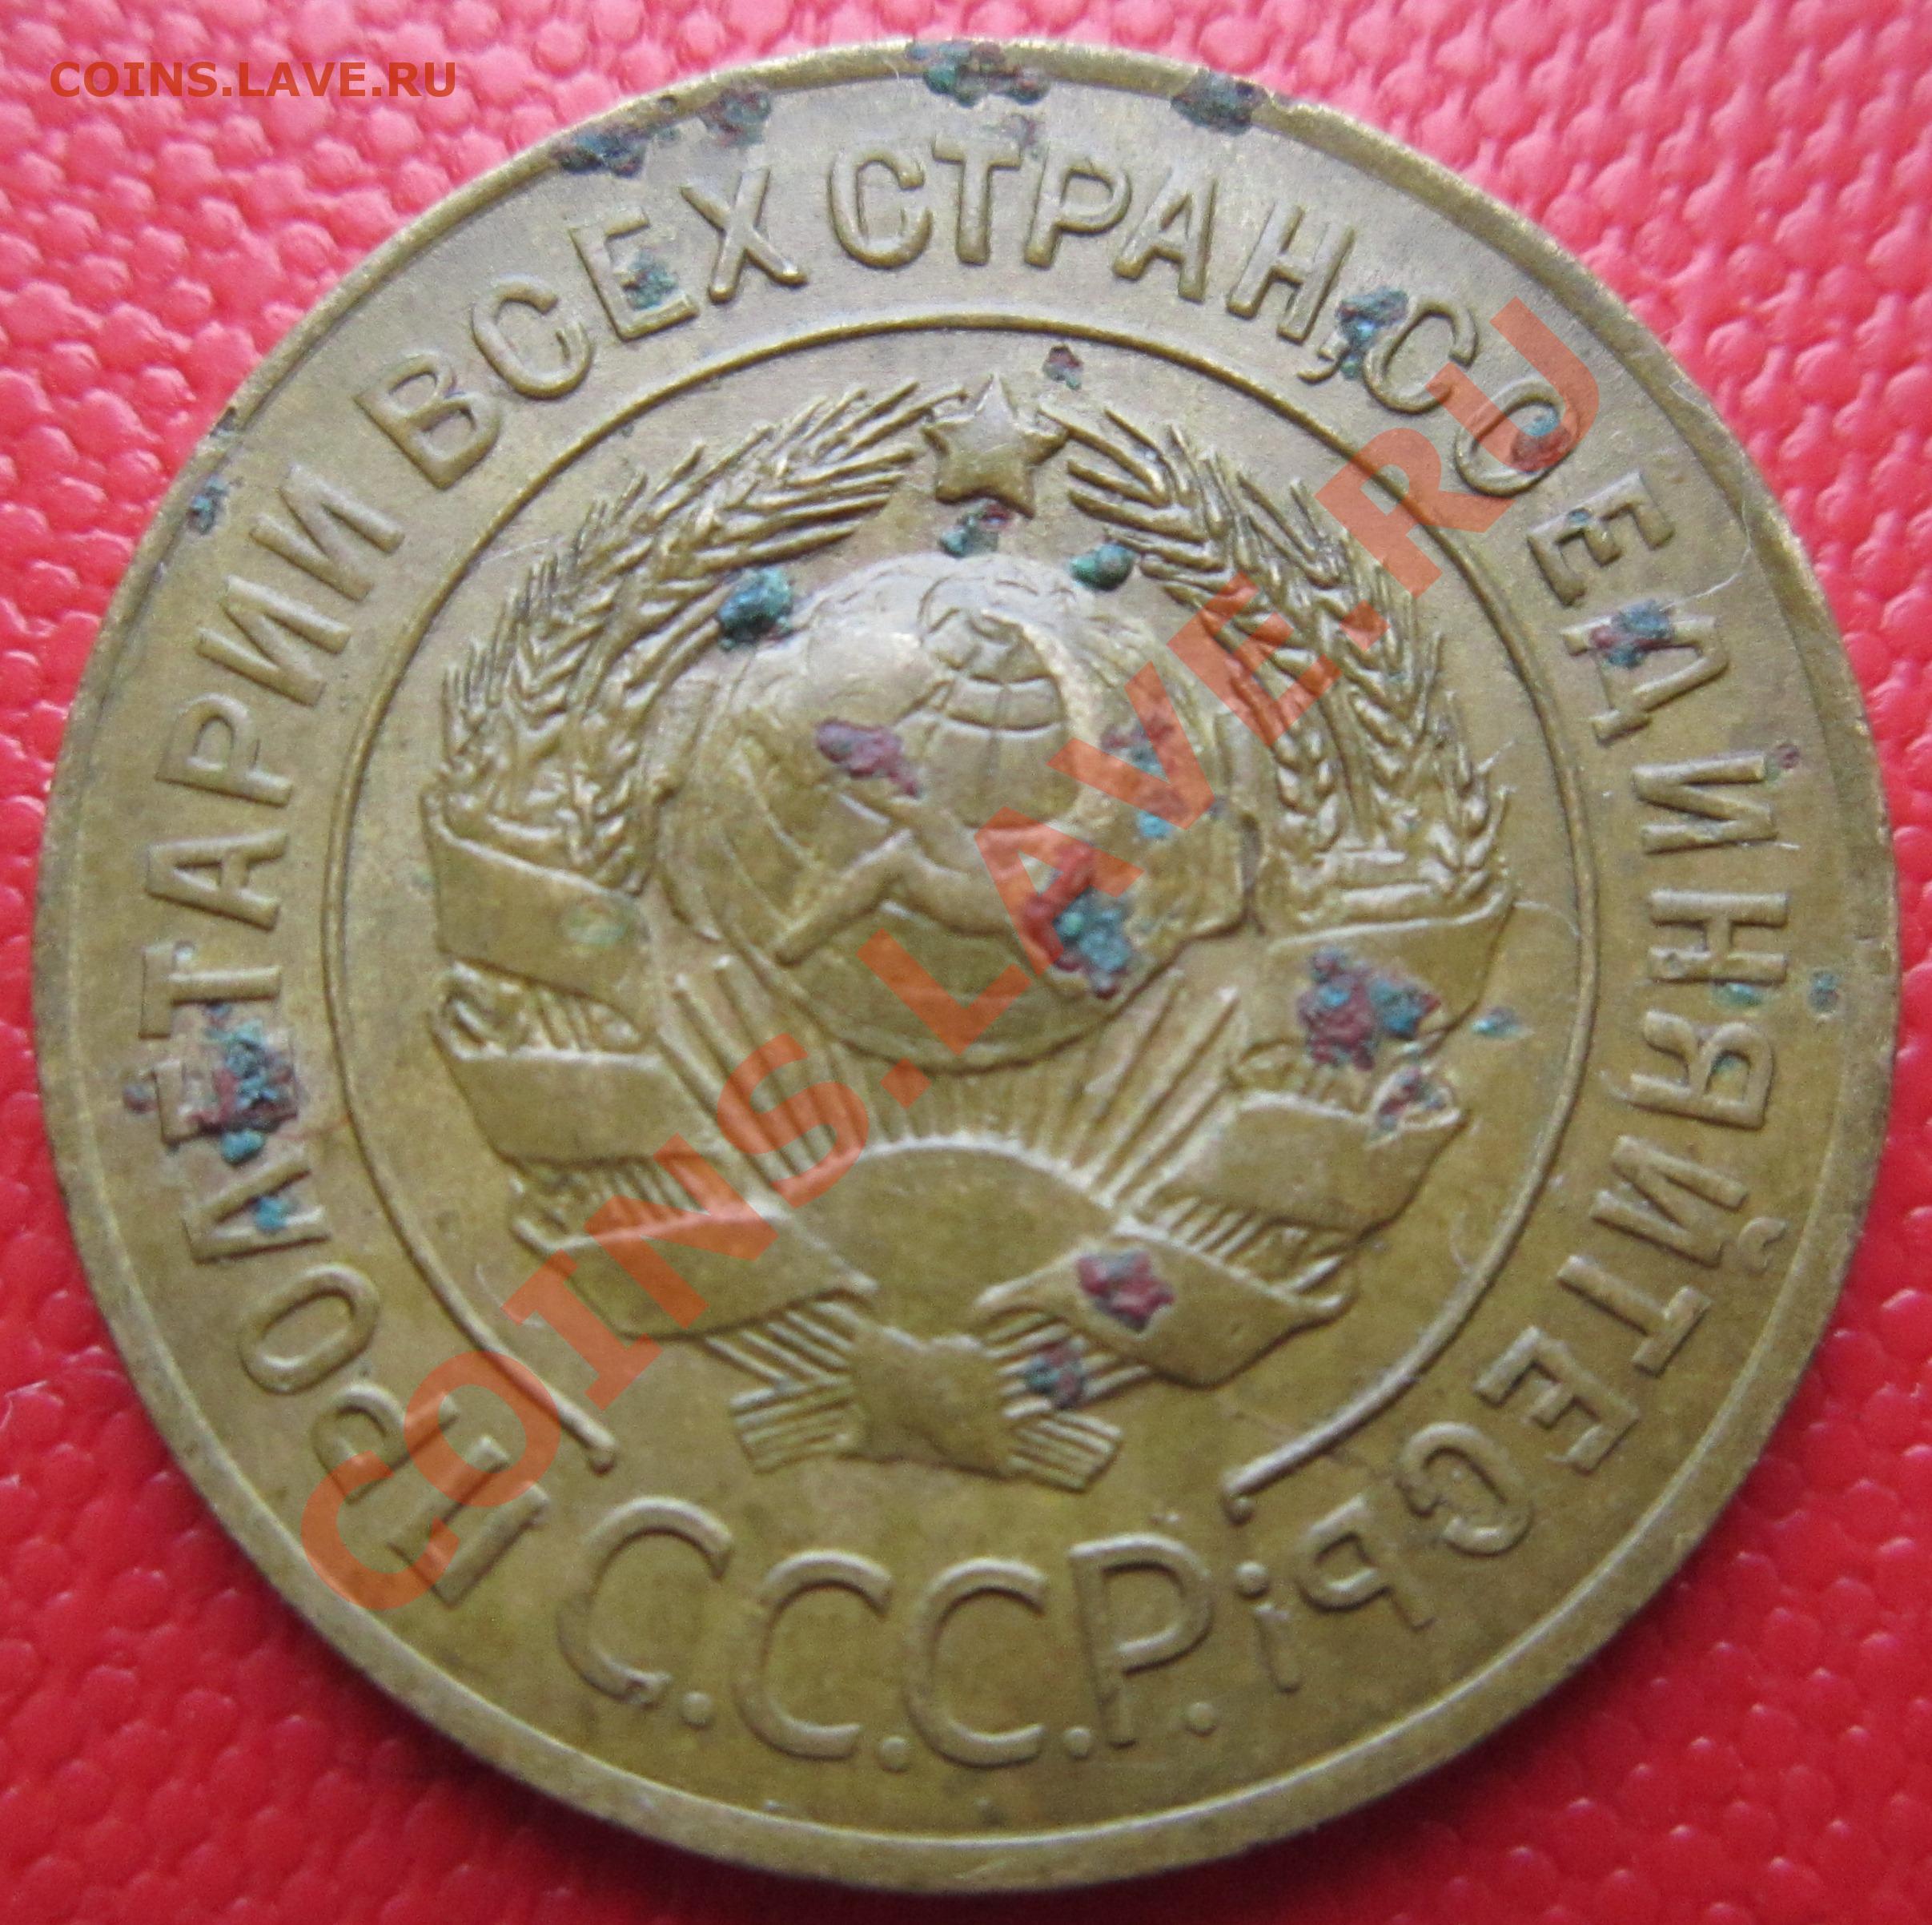 COINS.LAVE.RU
ПРОЛЕТАРИИ ВСЕХ СТРАН, СОЕДИНЯЙТЕСЬ!
С.С.С.Р.
COINS.LAVE.RU